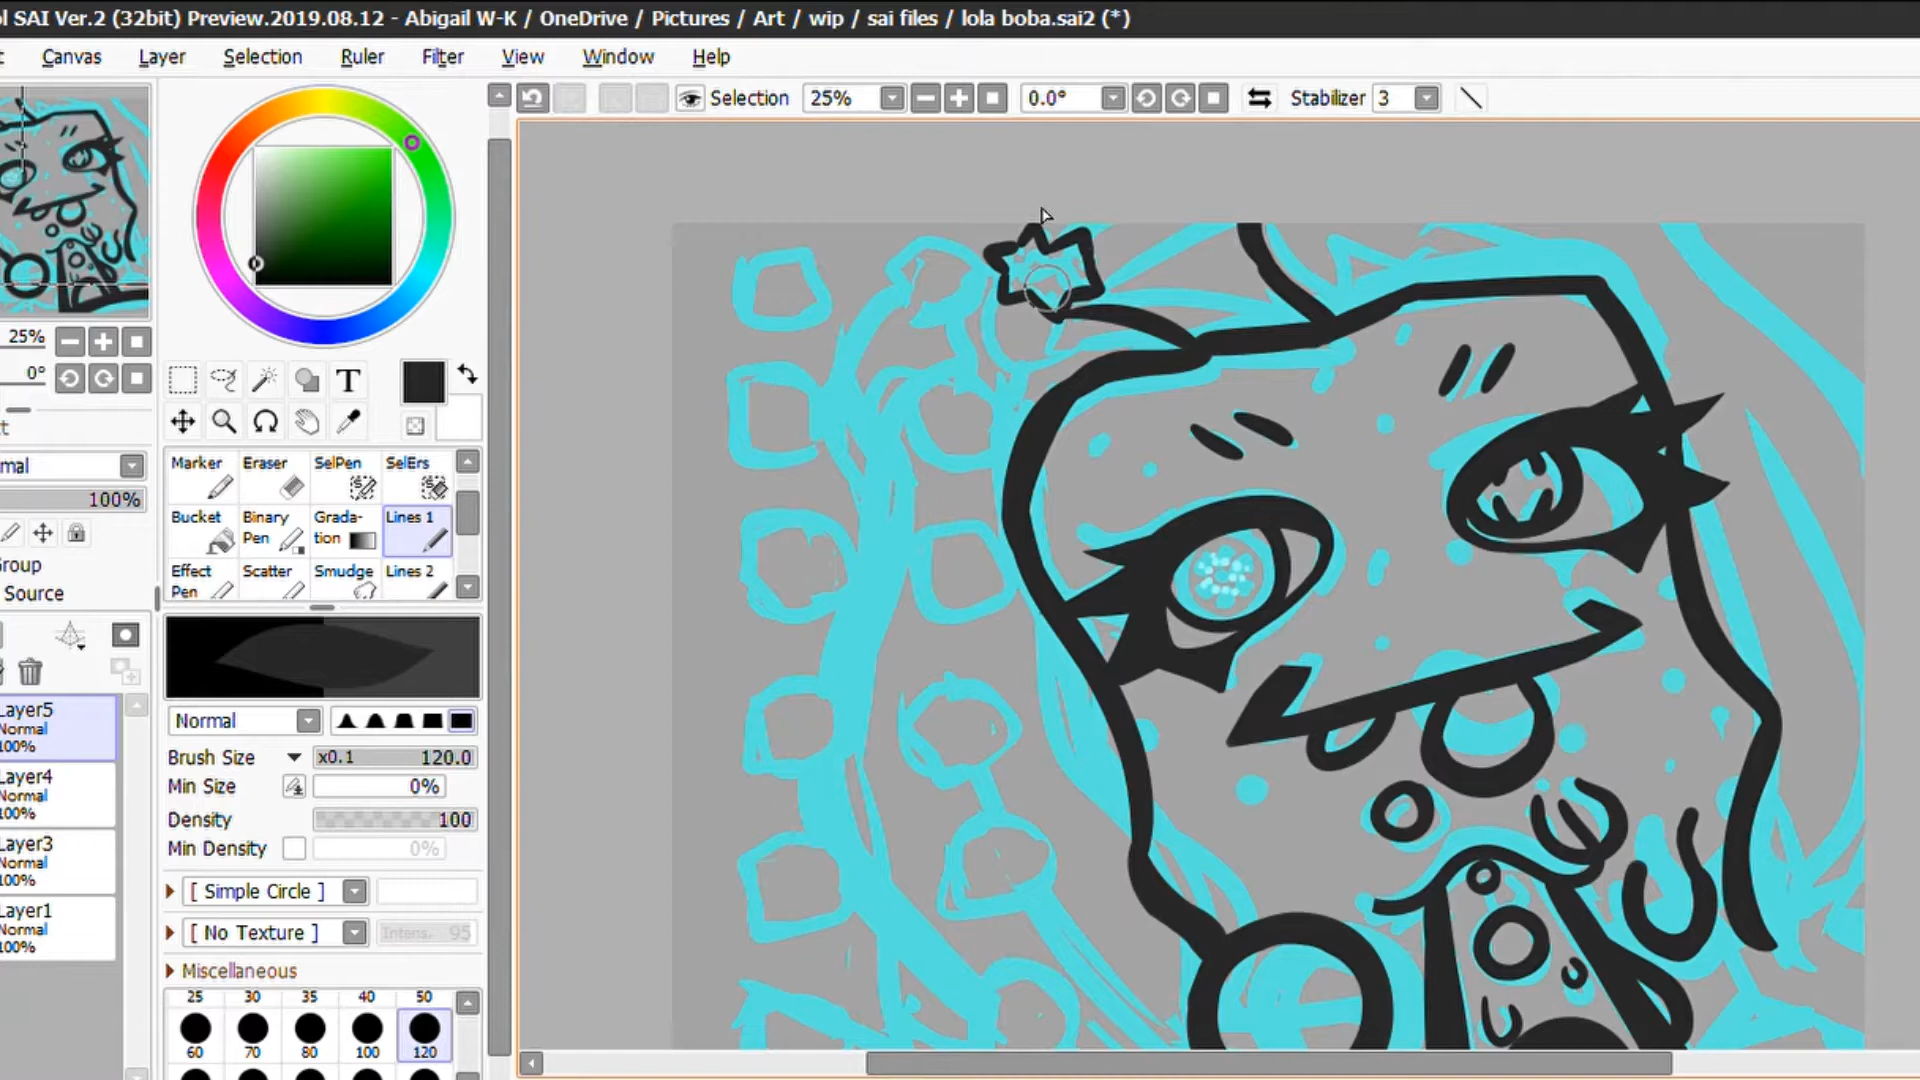 ol SAI Ver.2 (32bit) Preview.2019.08.12 - Abigail W-K / OneDrive / Pictures / Art / wip / sai files / lola boba.sai2 (*)
t Canvas Layer Selection Ruler Filter View Window Help
Selection 25% 0.0° Stabilizer 3
25%
0°
T
ct
mal
100%
Group
Source
Marker Eraser SelPen SelErs
Bucket Binary Pen Grada-tion Lines 1
Effect Pen Scatter Smudge Lines 2
Normal
Brush Size x0.1 120.0
Min Size 0%
Density 100
Min Density 0%
[ Simple Circle ]
[ No Texture ] Intens. 95
Miscellaneous
25 30 35 40 50
60 70 80 100 120
Layer5
Normal
100%
Layer4
Normal
100%
Layer3
Normal
100%
Layer1
Normal
100%